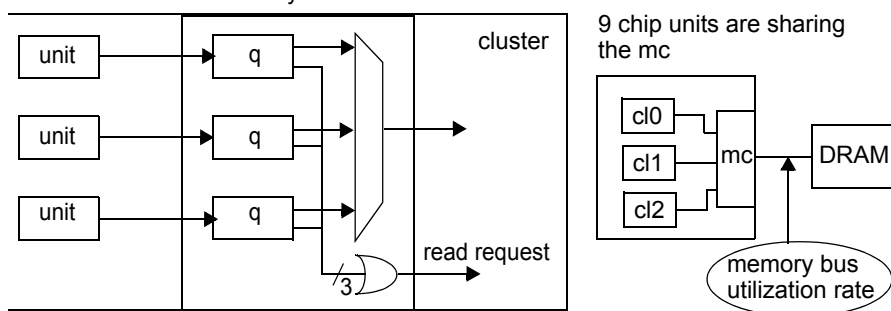 unit
q
cluster
unit
q
unit
q
read request
3
9 chip units are sharing
the mc
cl0
cl1
mc
DRAM
cl2
memory bus
utilization rate